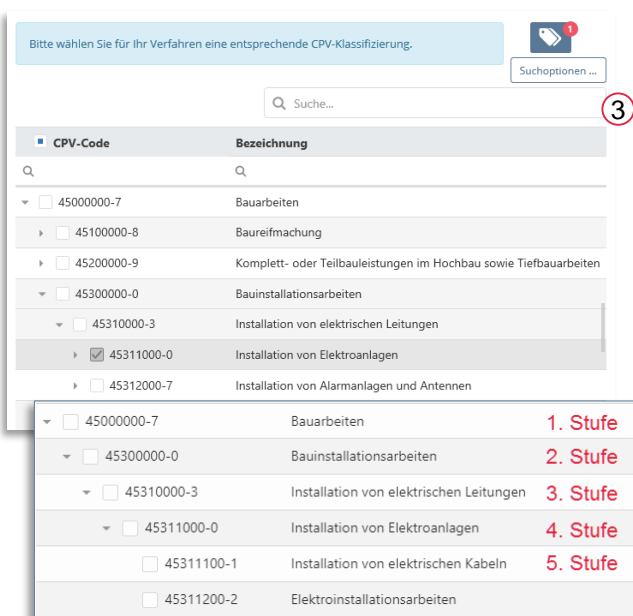 Bitte wählen Sie für Ihr Verfahren eine entsprechende CPV-Klassifizierung.
1
Suchoptionen ...
Suche...
3
CPV-Code Bezeichnung
45000000-7 Bauarbeiten
45100000-8 Baureifmachung
45200000-9 Komplett- oder Teilbauleistungen im Hochbau sowie Tiefbauarbeiten
45300000-0 Bauinstallationsarbeiten
45310000-3 Installation von elektrischen Leitungen
45311000-0 Installation von Elektroanlagen
45312000-7 Installation von Alarmanlagen und Antennen
45000000-7 Bauarbeiten 1. Stufe
45300000-0 Bauinstallationsarbeiten 2. Stufe
45310000-3 Installation von elektrischen Leitungen 3. Stufe
45311000-0 Installation von Elektroanlagen 4. Stufe
45311100-1 Installation von elektrischen Kabeln 5. Stufe
45311200-2 Elektroinstallationsarbeiten